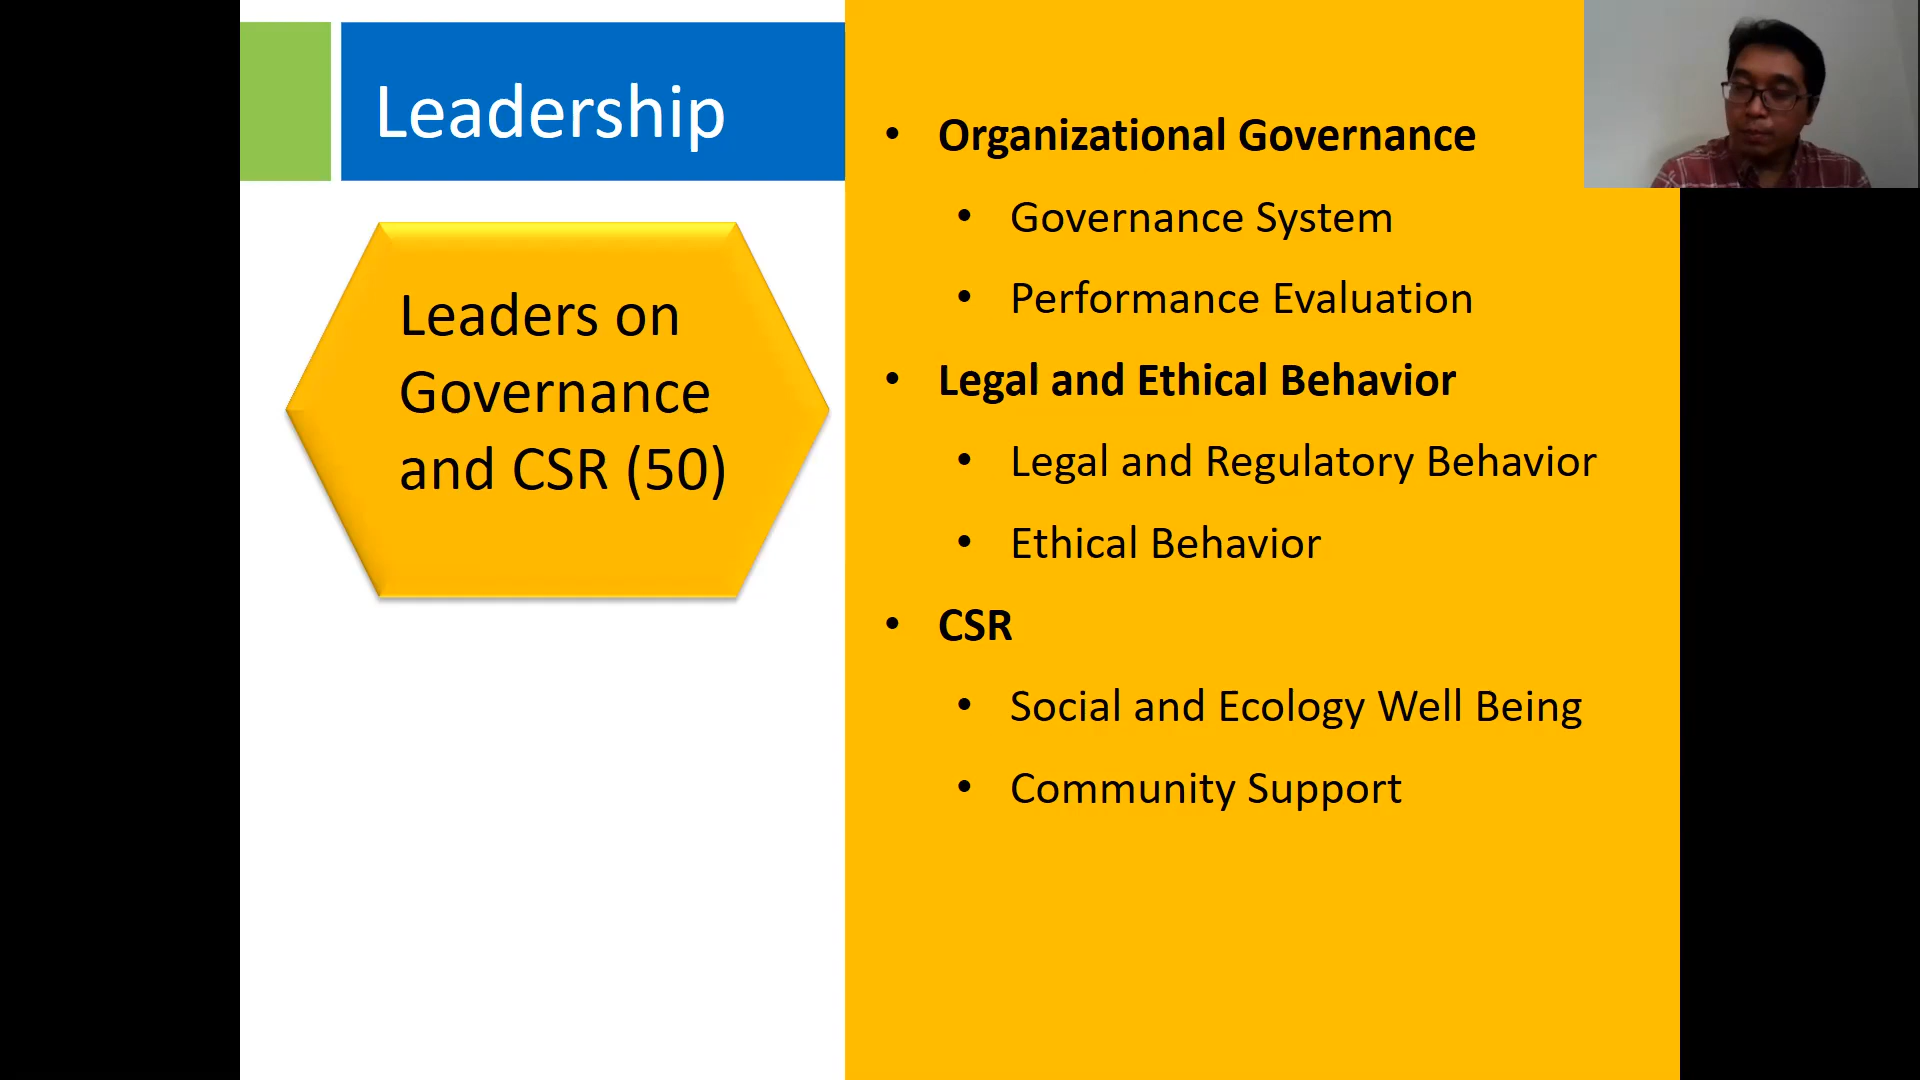 Leadership
Leaders on
Governance
and CSR (50)
• Organizational Governance
• Governance System
• Performance Evaluation
• Legal and Ethical Behavior
• Legal and Regulatory Behavior
• Ethical Behavior
• CSR
• Social and Ecology Well Being
• Community Support